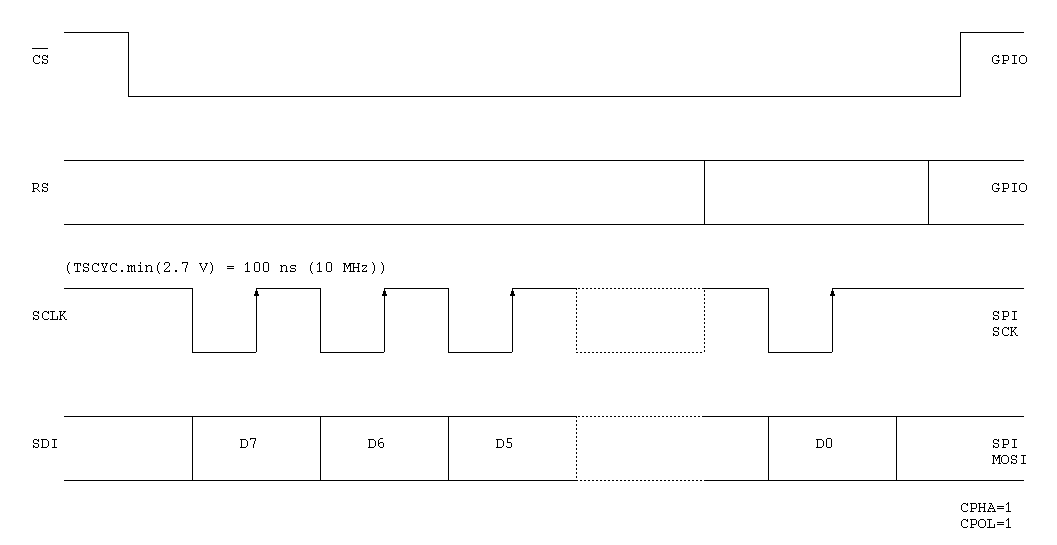 CS GPIO
RS GPIO
(TSCYC.min(2.7 V) = 100 ns (10 MHz))
SCLK SPI
SCK
SDI D7 D6 D5 D0 SPI
MOSI
CPHA=1
CPOL=1